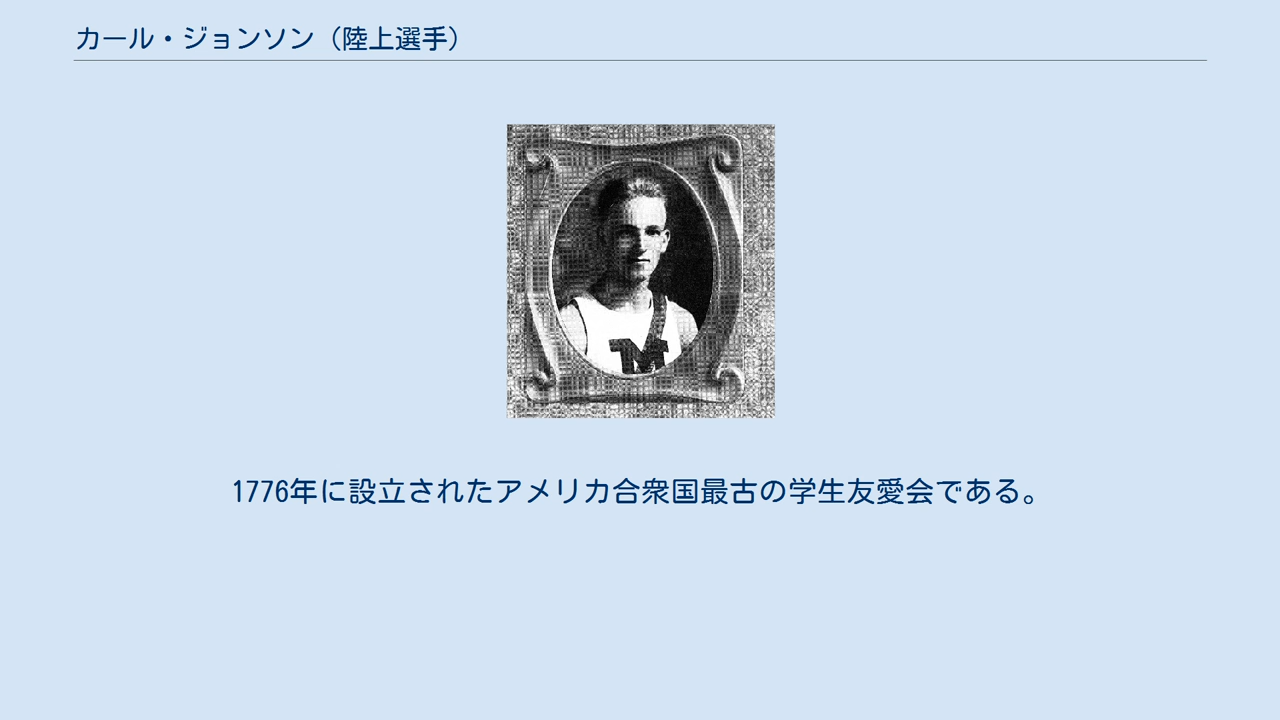 カール・ジョンソン（陸上選手）
M
1776年に設立されたアメリカ合衆国最古の学生友愛会である。